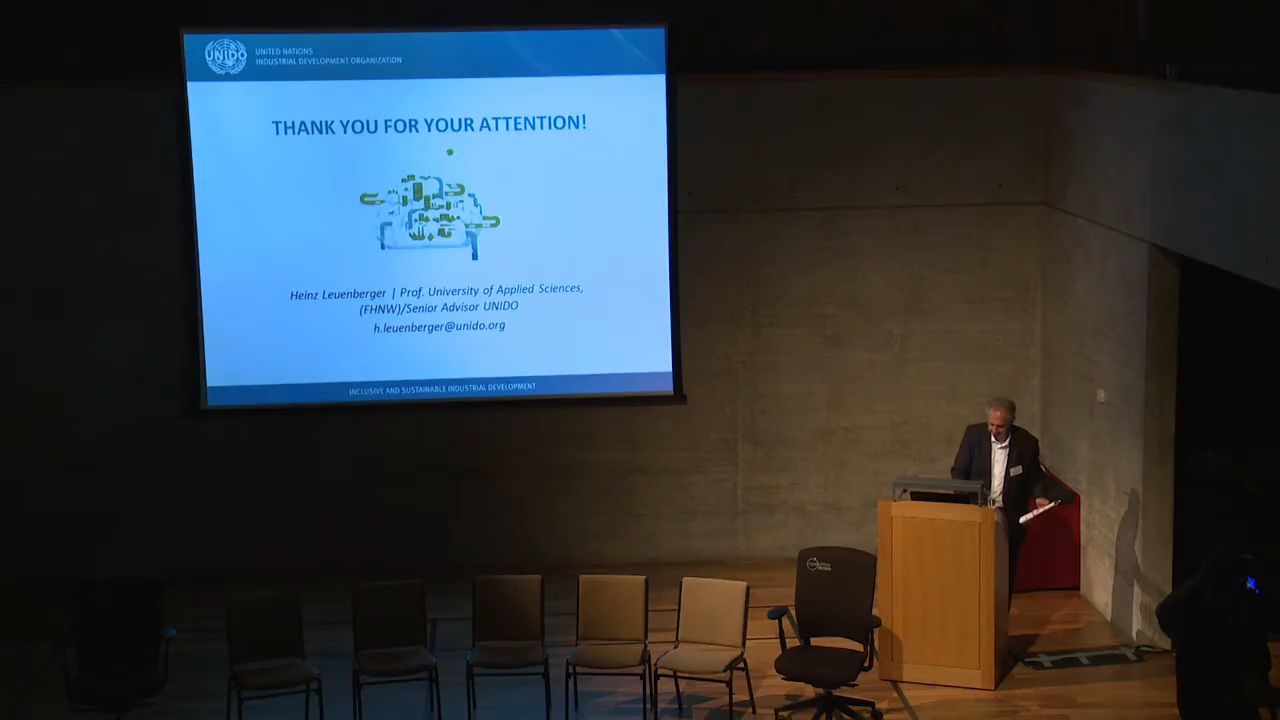 UNIDO
UNITED NATIONS
INDUSTRIAL DEVELOPMENT ORGANIZATION
THANK YOU FOR YOUR ATTENTION!
Heinz Leuenberger | Prof. University of Applied Sciences,
(FHNW)/Senior Advisor UNIDO
h.leuenberger@unido.org
INCLUSIVE AND SUSTAINABLE INDUSTRIAL DEVELOPMENT